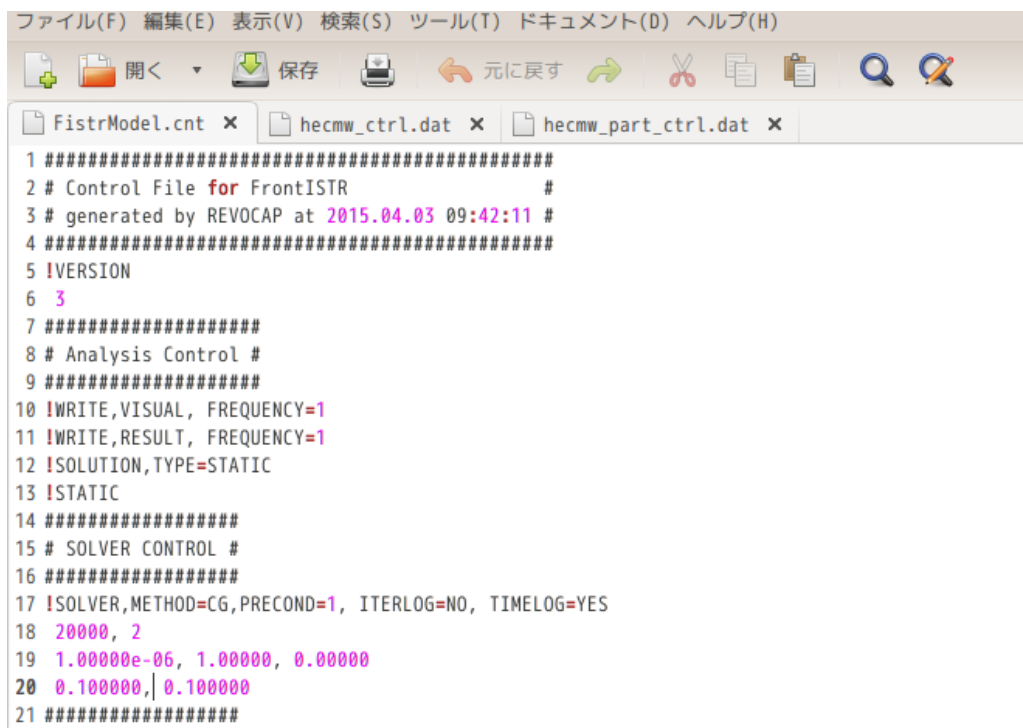 ファイル(F) 編集(E) 表示(V) 検索(S) ツール(T) ドキュメント(D) ヘルプ(H)
開く 保存 元に戻す
FistrModel.cnt × hecmw_ctrl.dat × hecmw_part_ctrl.dat ×
1 ###############################################
2 # Control File for FrontISTR #
3 # generated by REVOCAP at 2015.04.03 09:42:11 #
4 ###############################################
5 !VERSION
6 3
7 ####################
8 # Analysis Control #
9 ####################
10 !WRITE,VISUAL, FREQUENCY=1
11 !WRITE,RESULT, FREQUENCY=1
12 !SOLUTION,TYPE=STATIC
13 !STATIC
14 ##################
15 # SOLVER CONTROL #
16 ##################
17 !SOLVER,METHOD=CG,PRECOND=1, ITERLOG=NO, TIMELOG=YES
18 20000, 2
19 1.00000e-06, 1.00000, 0.00000
20 0.100000, 0.100000
21 ##################